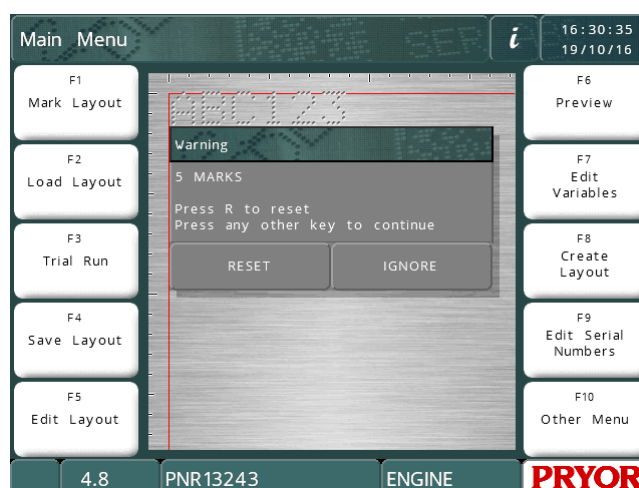 Main Menu
i
16:30:35
19/10/16
F1
Mark Layout
F2
Load Layout
F3
Trial Run
F4
Save Layout
F5
Edit Layout
ABC123
Warning
5 MARKS
Press R to reset
Press any other key to continue
RESET
IGNORE
F6
Preview
F7
Edit
Variables
F8
Create
Layout
F9
Edit Serial
Numbers
F10
Other Menu
4.8
PNR13243
ENGINE
PRYOR